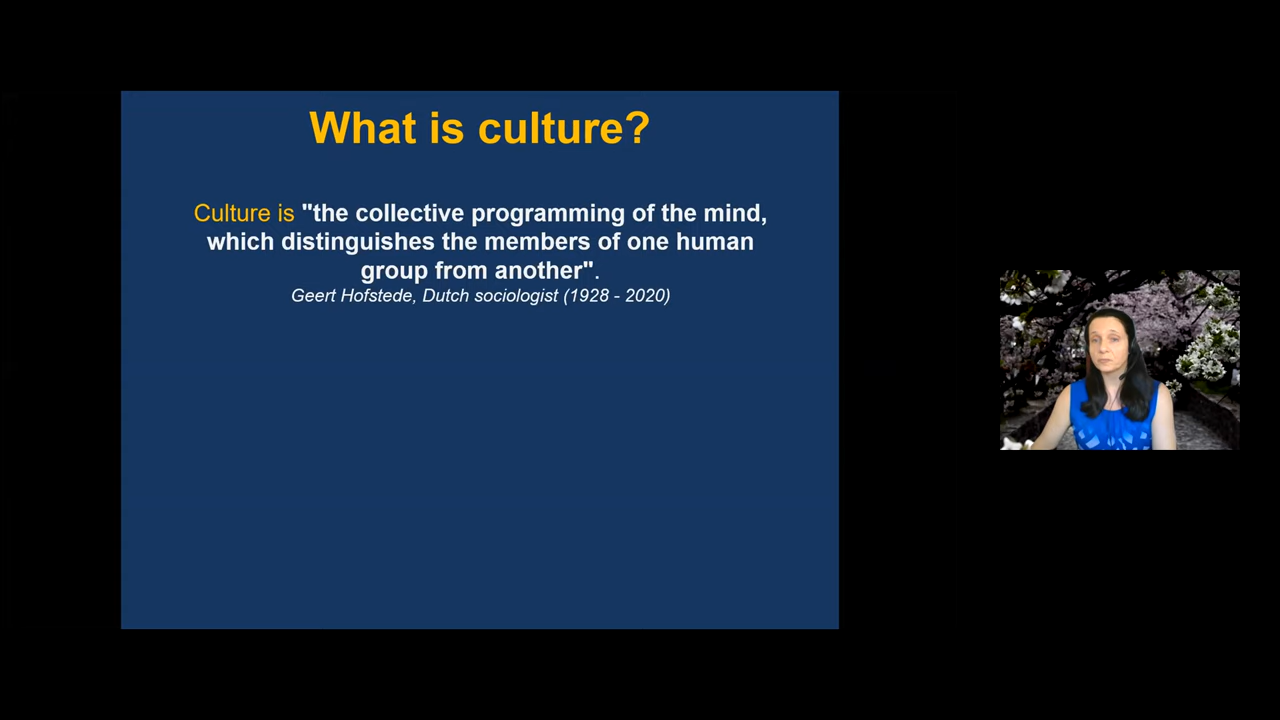 What is culture?
Culture is "the collective programming of the mind,
which distinguishes the members of one human
group from another".
Geert Hofstede, Dutch sociologist (1928 - 2020)